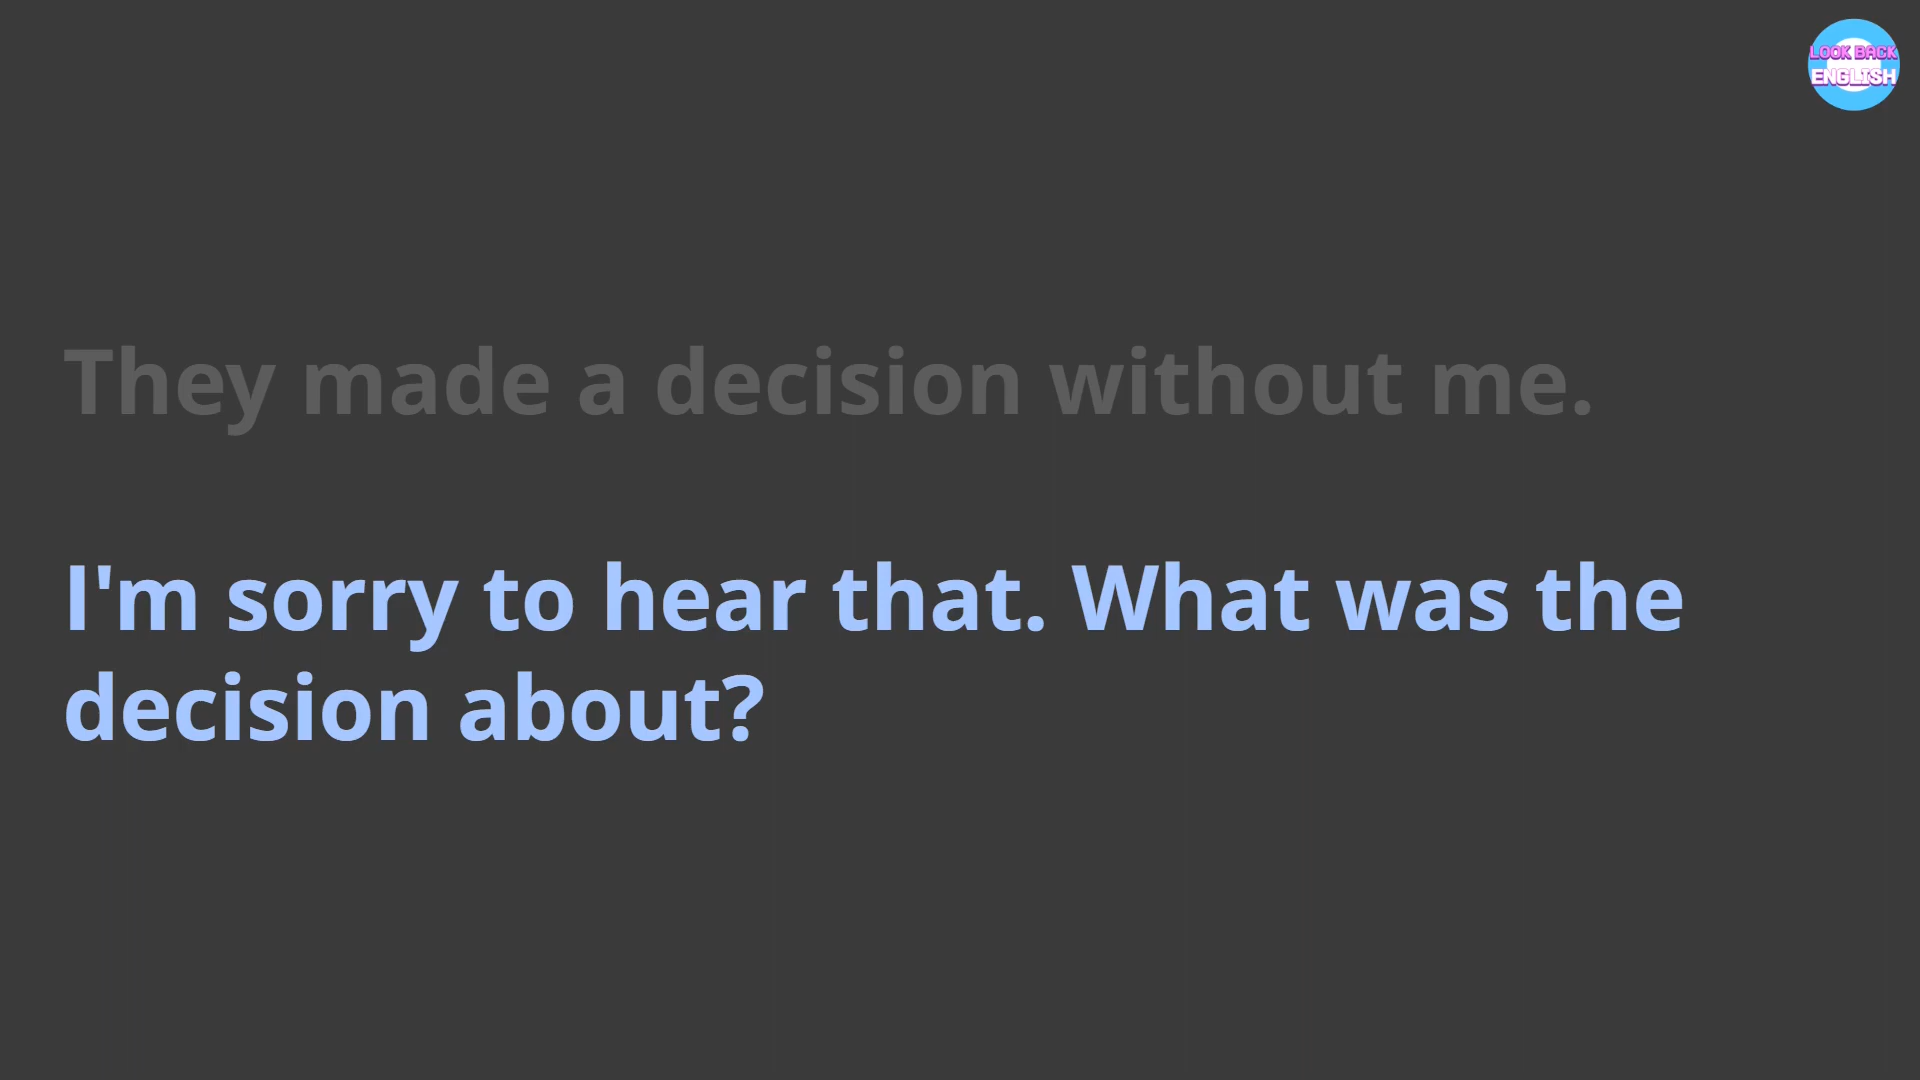 LOOK BACK
ENGLISH
They made a decision without me.
I'm sorry to hear that. What was the
decision about?